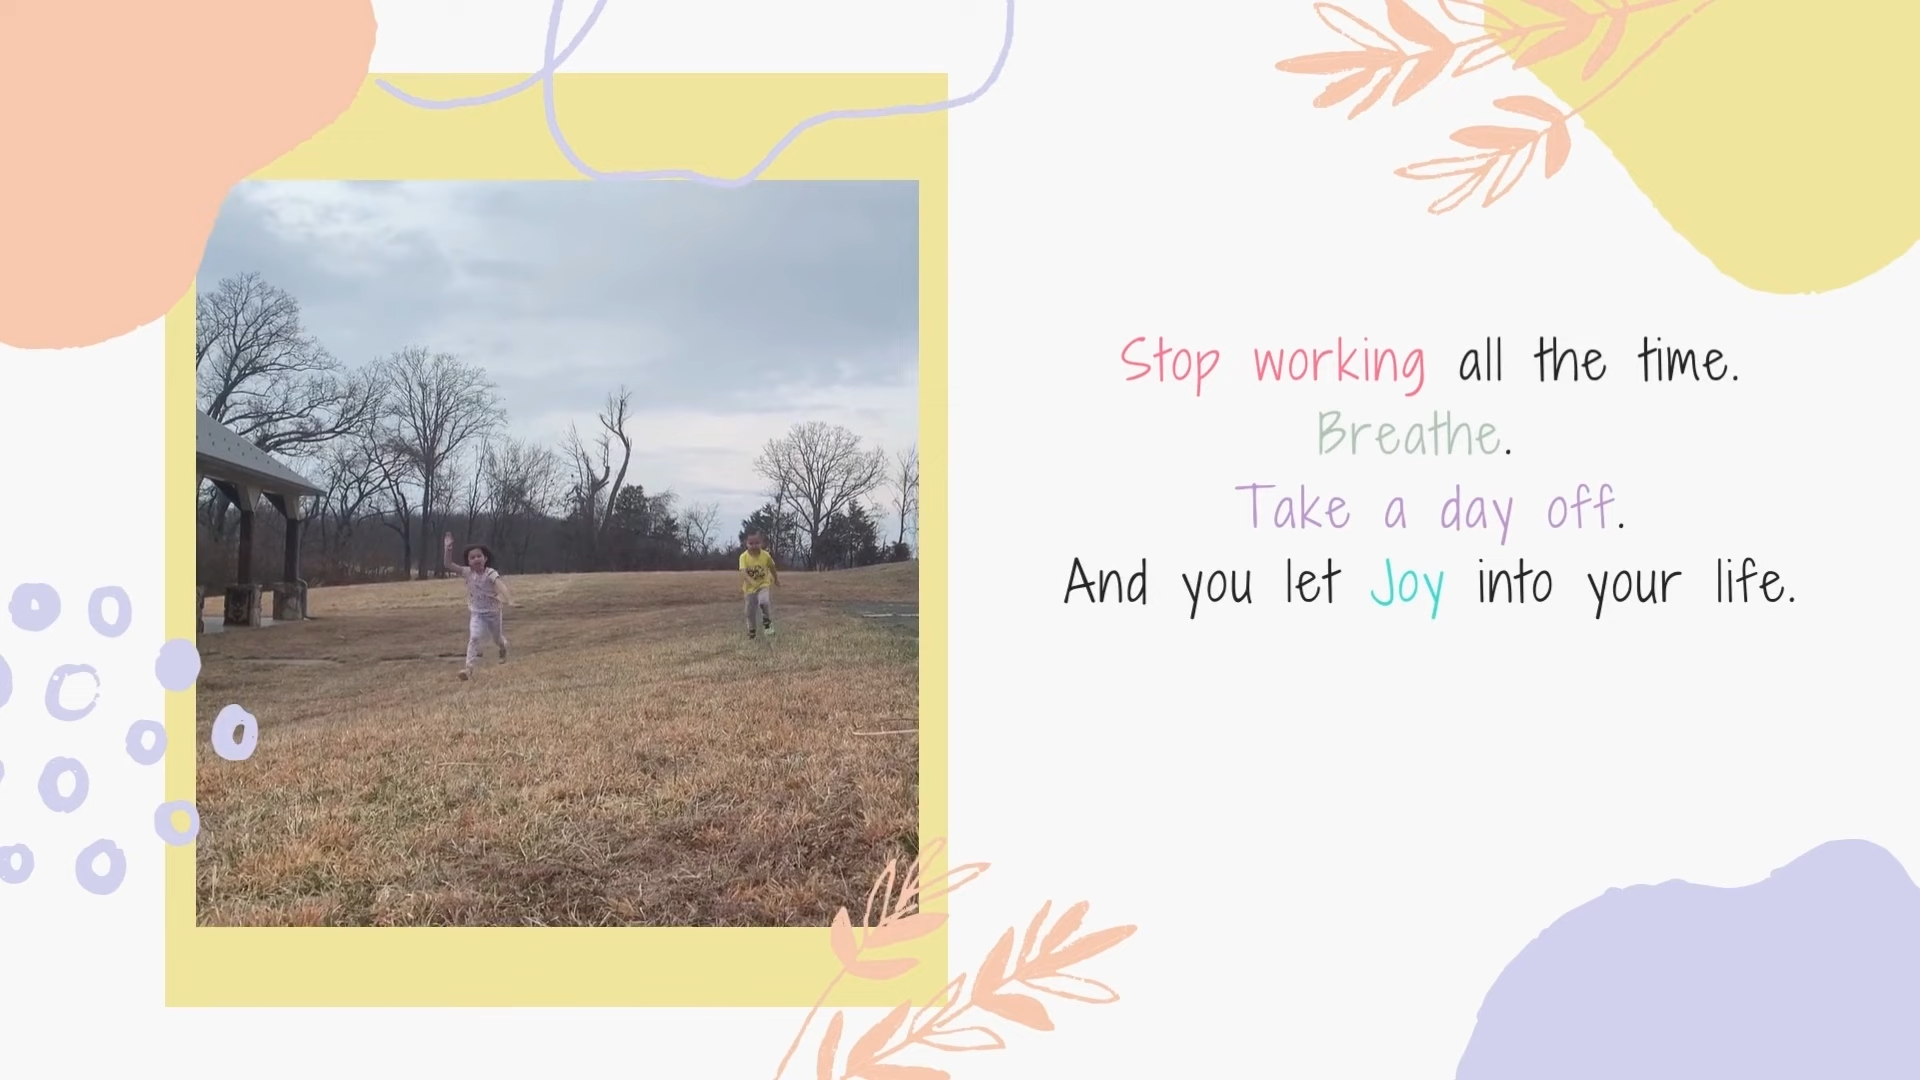 Stop working all the time.
Breathe.
Take a day off.
And you let Joy into your life.